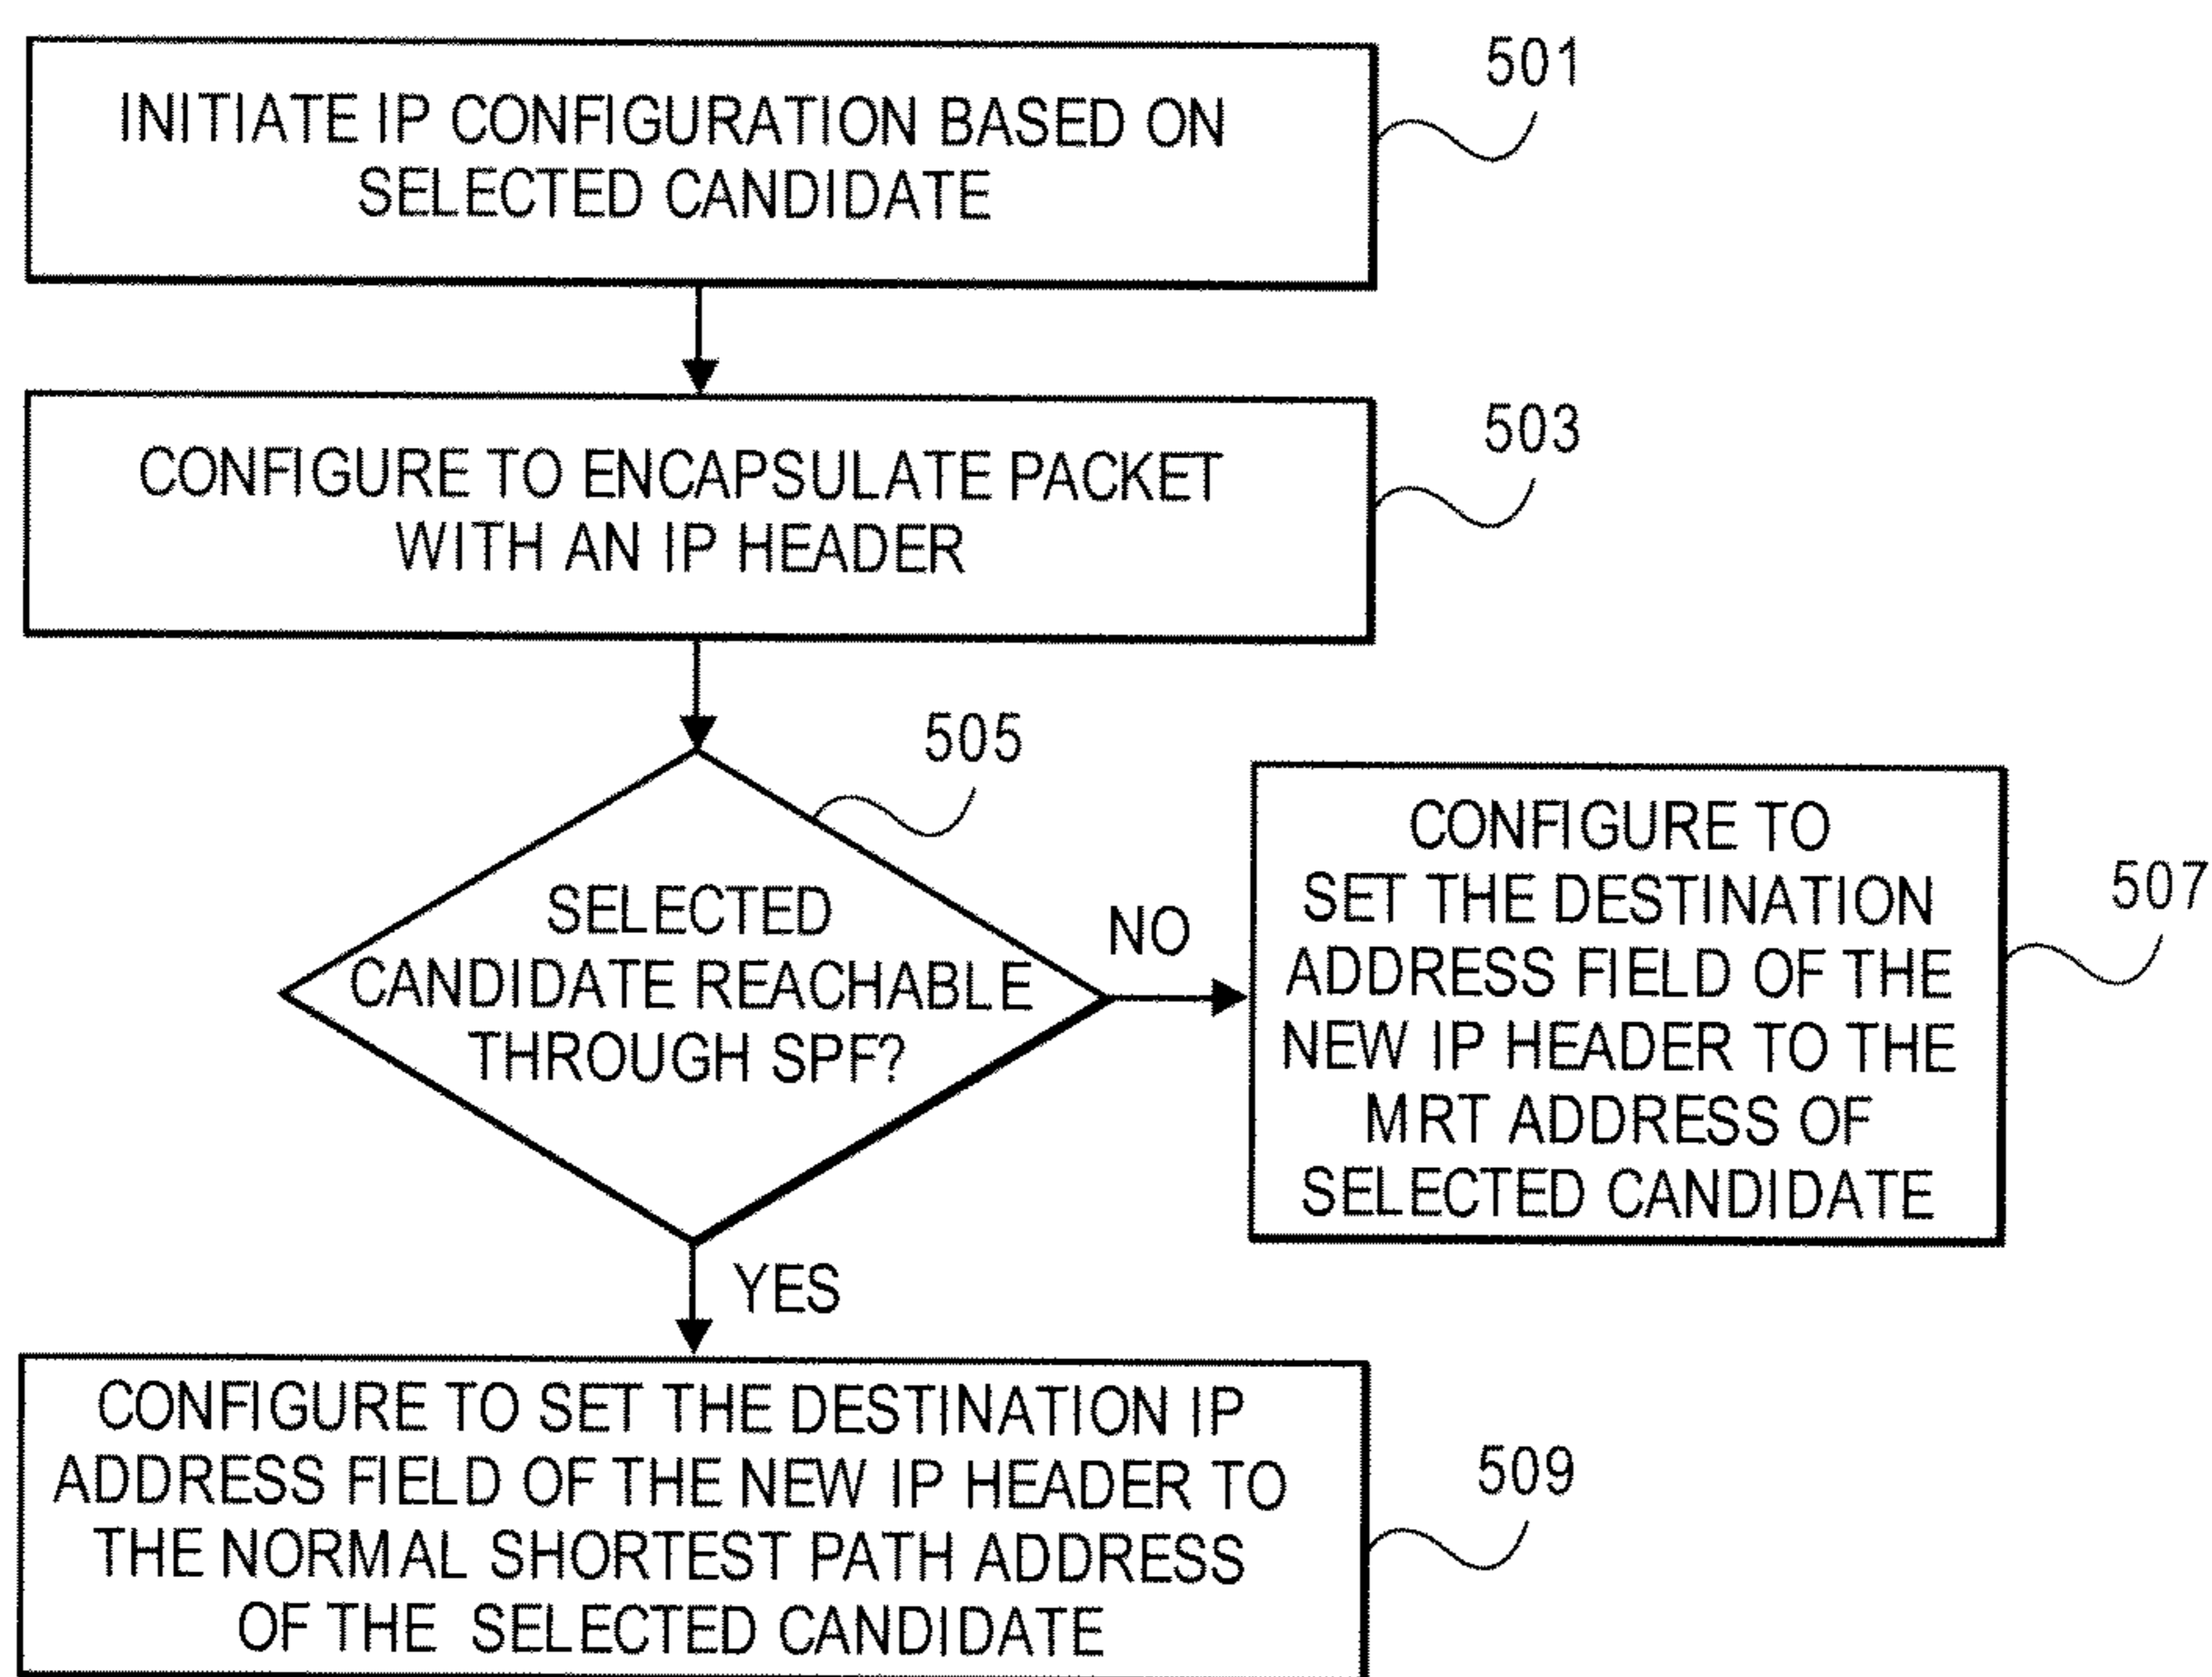 501
INITIATE IP CONFIGURATION BASED ON
SELECTED CANDIDATE
503
CONFIGURE TO ENCAPSULATE PACKET
WITH AN IP HEADER
505
SELECTED
CANDIDATE REACHABLE
THROUGH SPF?
NO
CONFIGURE TO
SET THE DESTINATION
ADDRESS FIELD OF THE
NEW IP HEADER TO THE
MRT ADDRESS OF
SELECTED CANDIDATE
507
YES
CONFIGURE TO SET THE DESTINATION IP
ADDRESS FIELD OF THE NEW IP HEADER TO
THE NORMAL SHORTEST PATH ADDRESS
OF THE SELECTED CANDIDATE
509